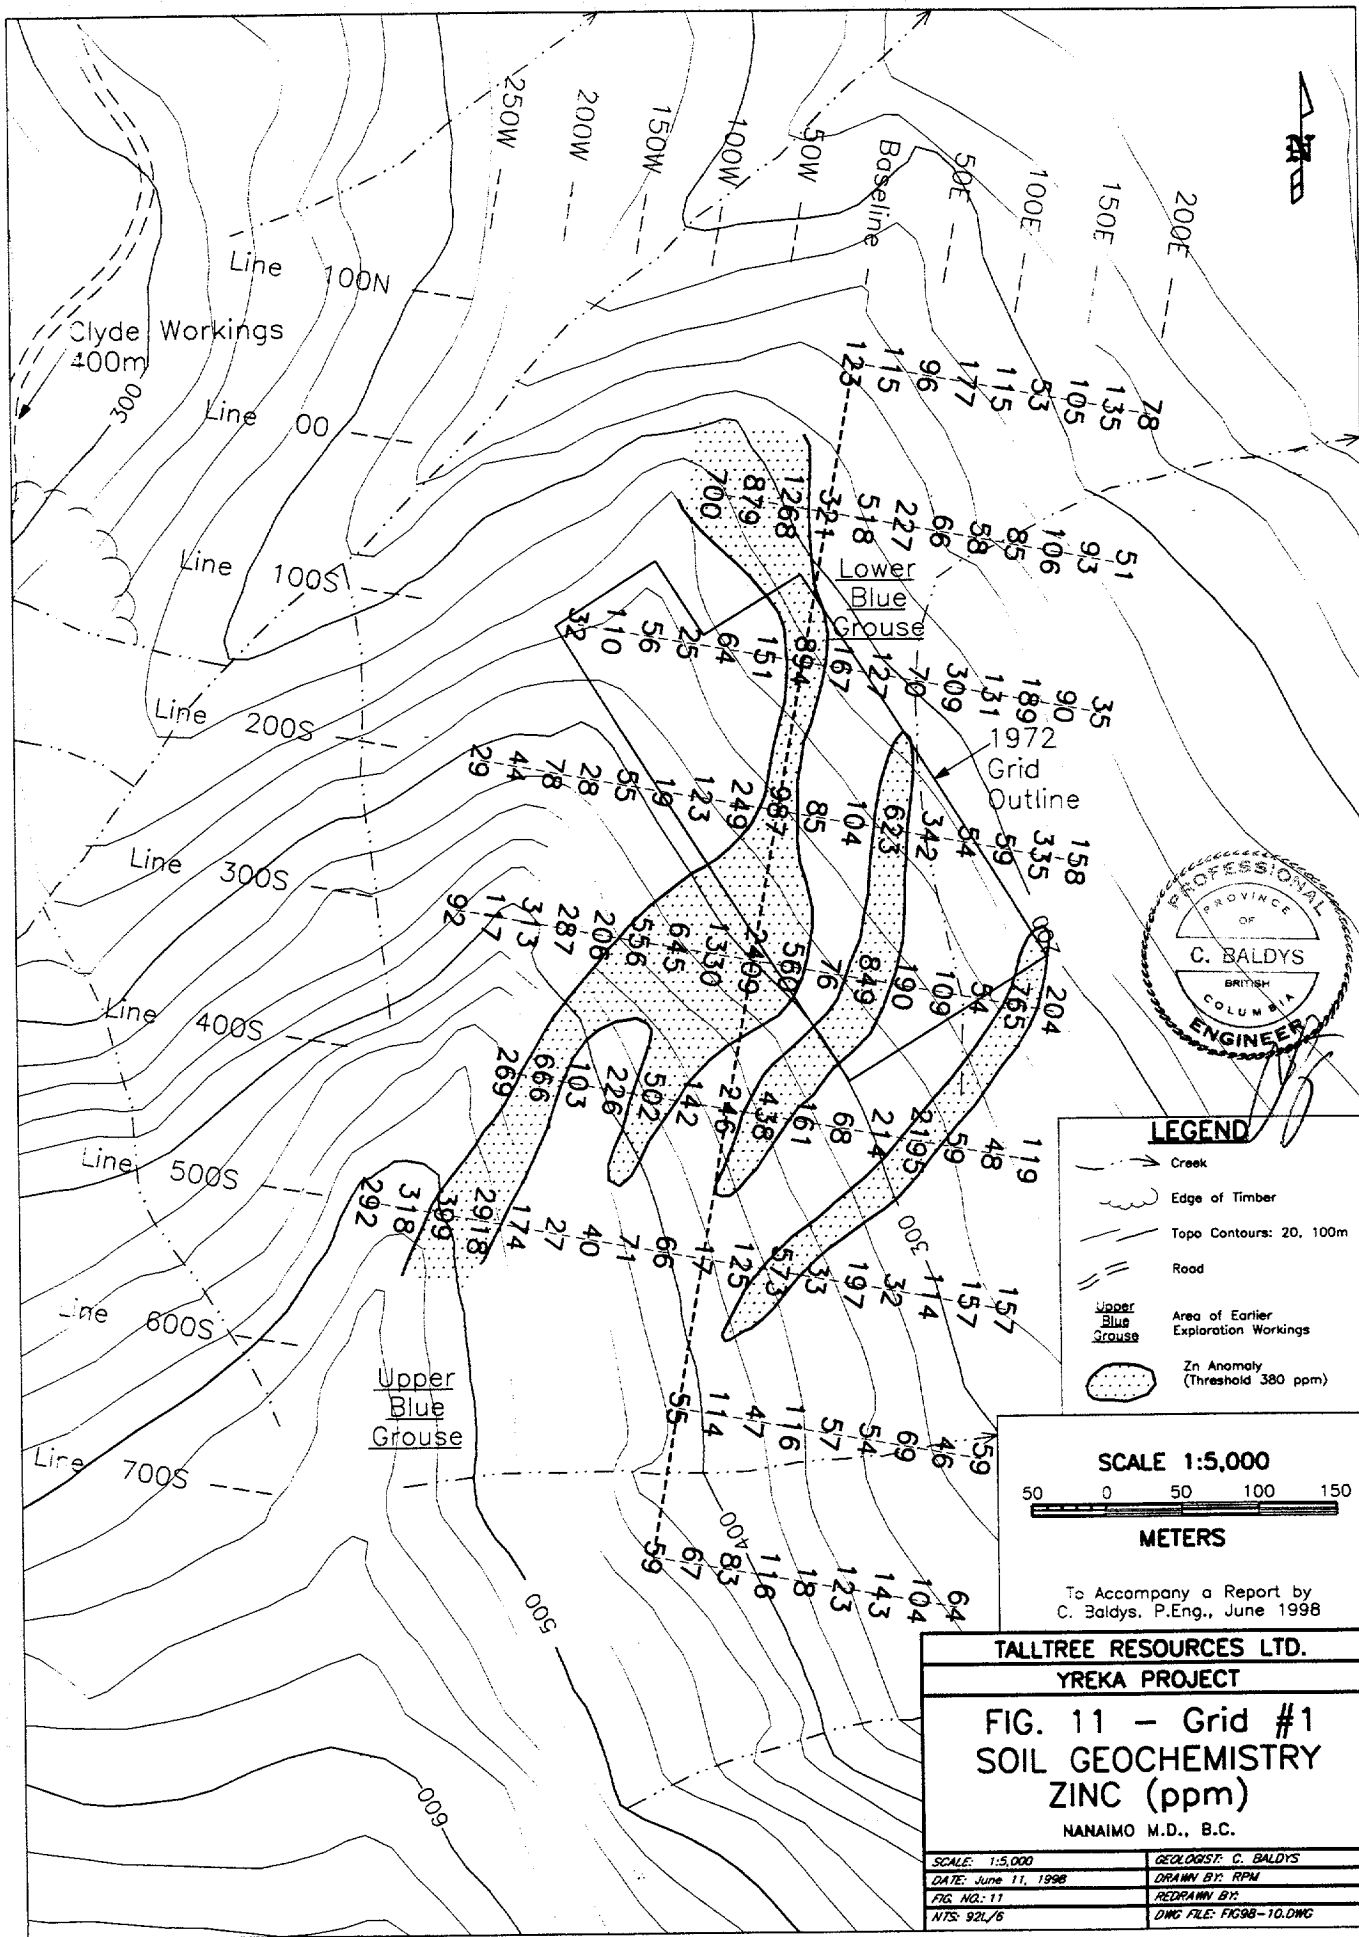 250W
200W
150W
100W
50W
Baseline
50E
100E
150E
200E
Line 100N
Clyde Workings
400m
300
Line 00
Line 100S
Line 200S
Line 300S
Line 400S
Line 500S
Line 600S
Line 700S
123 115 96 177 115 53 105 135 78
700 879 1268 321 518 227 66 58 85 106 93 51
Lower
Blue
Grouse
32 110 56 25 64 151 894 167 127 70 309 131 189 90 35
1972
Grid
Outline
29 44 78 28 55 19 123 249 987 85 104 623 342 54 59 335 158
92 117 313 287 206 556 645 1330 2409 560 76 849 190 109 54 765 204
269 666 103 226 502 142 246 438 161 68 214 2195 59 48 119
292 318 399 2918 174 27 40 71 66 17 125 573 33 197 32 114 157 157
300
Upper
Blue
Grouse
55 114 47 116 57 54 69 46 59
400
59 67 83 116 18 123 143 104 64
500
600
PROFESSIONAL
PROVINCE
OF
C. BALDYS
BRITISH
COLUMBIA
ENGINEER
LEGEND
Creek
Edge of Timber
Topo Contours: 20, 100m
Road
Upper
Blue
Grouse
Area of Earlier
Exploration Workings
Zn Anomaly
(Threshold 380 ppm)
SCALE 1:5,000
50 0 50 100 150
METERS
To Accompany a Report by
C. Baldys, P.Eng., June 1998
TALLTREE RESOURCES LTD.
YREKA PROJECT
FIG. 11 – Grid #1
SOIL GEOCHEMISTRY
ZINC (ppm)
NANAIMO M.D., B.C.
SCALE: 1:5,000
GEOLOGIST: C. BALDYS
DATE: June 11, 1998
DRAWN BY: RPM
FIG. NO.: 11
REDRAWN BY:
NTS: 92L/6
DWG FILE: FIG98-10.DWG